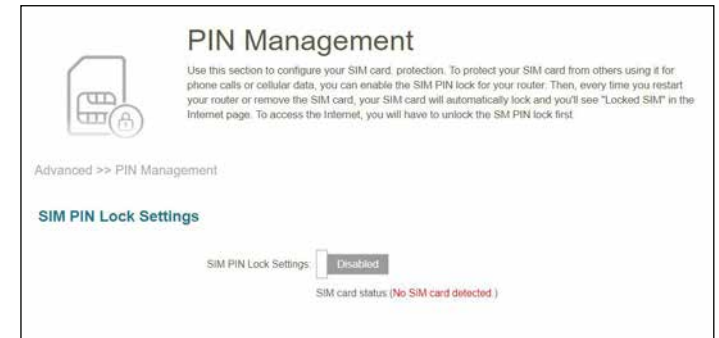 PIN Management
Use this section to configure your SIM card. protection. To protect your SIM card from others using it for
phone calls or cellular data, you can enable the SIM PIN lock for your router. Then, every time you restart
your router or remove the SIM card, your SIM card will automatically lock and you'll see "Locked SIM" in the
Internet page. To access the Internet, you will have to unlock the SM PIN lock first
Advanced >> PIN Management
SIM PIN Lock Settings
SIM PIN Lock Settings: Disabled
SIM card status:(No SIM card detected.)